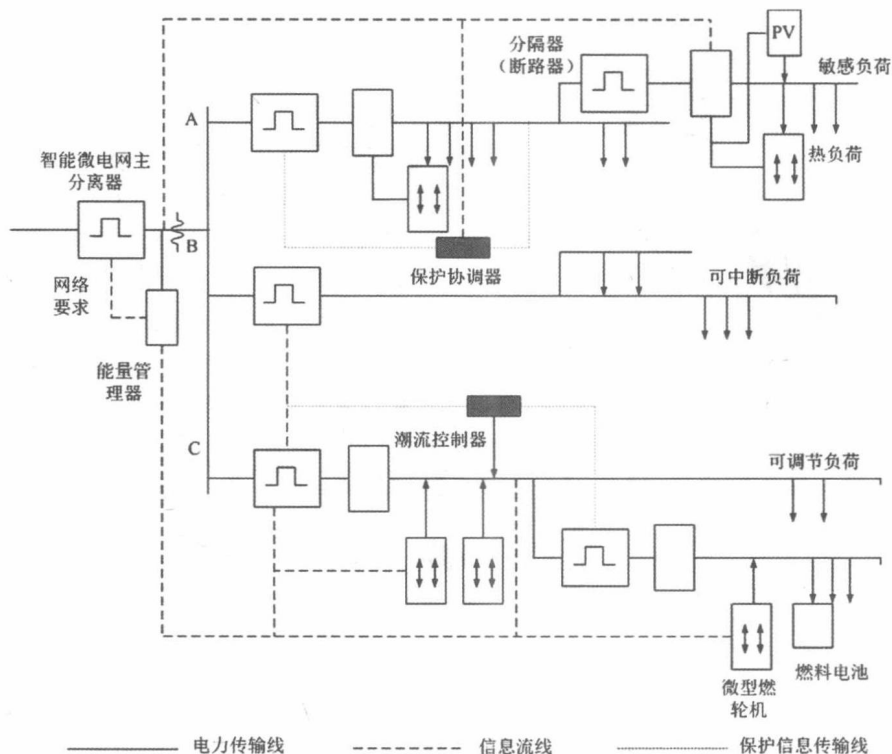 PV
分隔器
（断路器）
敏感负荷
A
热负荷
智能微电网主
分离器
B
保护协调器
可中断负荷
网络
要求
能量管
理器
C
潮流控制器
可调节负荷
微型燃
轮机
燃料电池
电力传输线
信息流线
保护信息传输线